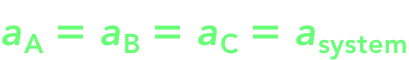 a_A = a_B = a_C = a_system